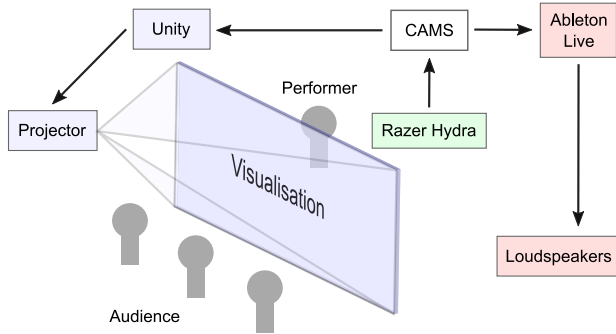 Unity
CAMS
Ableton
Live
Performer
Projector
Razer Hydra
Visualisation
Loudspeakers
Audience